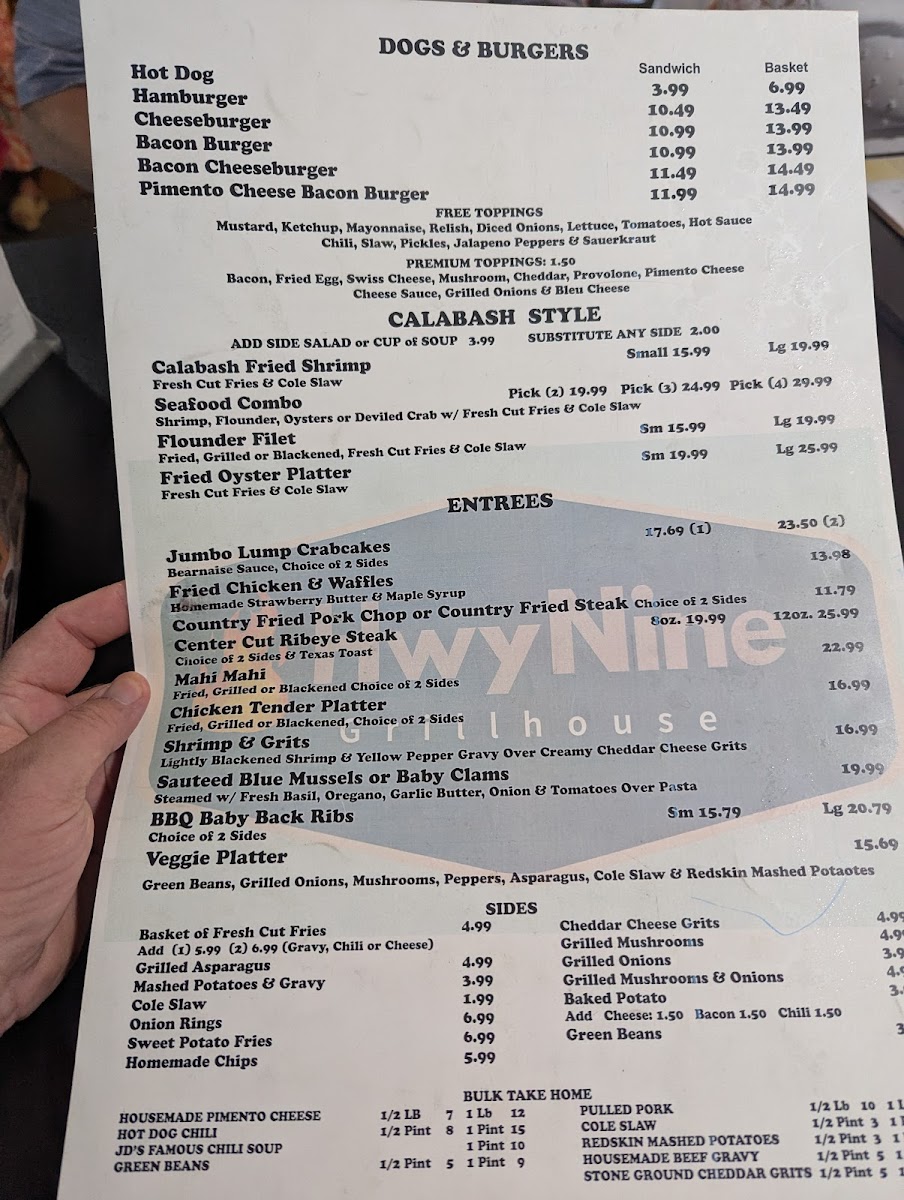 DOGS & BURGERS
Sandwich Basket
Hot Dog 3.99 6.99
Hamburger 10.49 13.49
Cheeseburger 10.99 13.99
Bacon Burger 10.99 13.99
Bacon Cheeseburger 11.49 14.49
Pimento Cheese Bacon Burger 11.99 14.99
FREE TOPPINGS
Mustard, Ketchup, Mayonnaise, Relish, Diced Onions, Lettuce, Tomatoes, Hot Sauce
Chili, Slaw, Pickles, Jalapeno Peppers & Sauerkraut
PREMIUM TOPPINGS: 1.50
Bacon, Fried Egg, Swiss Cheese, Mushroom, Cheddar, Provolone, Pimento Cheese
Cheese Sauce, Grilled Onions & Bleu Cheese
CALABASH STYLE
ADD SIDE SALAD or CUP of SOUP 3.99 SUBSTITUTE ANY SIDE 2.00
Calabash Fried Shrimp Small 15.99 Lg 19.99
Fresh Cut Fries & Cole Slaw
Seafood Combo Pick (2) 19.99 Pick (3) 24.99 Pick (4) 29.99
Shrimp, Flounder, Oysters or Deviled Crab w/ Fresh Cut Fries & Cole Slaw
Flounder Filet Sm 15.99 Lg 19.99
Fried, Grilled or Blackened, Fresh Cut Fries & Cole Slaw
Fried Oyster Platter Sm 19.99 Lg 25.99
Fresh Cut Fries & Cole Slaw
ENTREES
Jumbo Lump Crabcakes 17.69 (1) 23.50 (2)
Bearnaise Sauce, Choice of 2 Sides
Fried Chicken & Waffles 13.98
Homemade Strawberry Butter & Maple Syrup
Country Fried Pork Chop or Country Fried Steak Choice of 2 Sides 11.79
Center Cut Ribeye Steak 8oz. 19.99 12oz. 25.99
Choice of 2 Sides & Texas Toast
HwyNine
Grillhouse
Mahi Mahi 22.99
Fried, Grilled or Blackened Choice of 2 Sides
Chicken Tender Platter 16.99
Fried, Grilled or Blackened, Choice of 2 Sides
Shrimp & Grits 16.99
Lightly Blackened Shrimp & Yellow Pepper Gravy Over Creamy Cheddar Cheese Grits
Sauteed Blue Mussels or Baby Clams 19.99
Steamed w/ Fresh Basil, Oregano, Garlic Butter, Onion & Tomatoes Over Pasta
BBQ Baby Back Ribs Sm 15.79 Lg 20.79
Choice of 2 Sides
Veggie Platter 15.69
Green Beans, Grilled Onions, Mushrooms, Peppers, Asparagus, Cole Slaw & Redskin Mashed Potaotes
SIDES
Basket of Fresh Cut Fries 4.99
Add (1) 5.99 (2) 6.99 (Gravy, Chili or Cheese)
Grilled Asparagus 4.99
Mashed Potatoes & Gravy 3.99
Cole Slaw 1.99
Onion Rings 6.99
Sweet Potato Fries 6.99
Homemade Chips 5.99
Cheddar Cheese Grits 4.99
Grilled Mushrooms
Grilled Onions
Grilled Mushrooms & Onions
Baked Potato
Add Cheese: 1.50 Bacon 1.50 Chili 1.50
Green Beans
BULK TAKE HOME
HOUSEMADE PIMENTO CHEESE 1/2 LB 7 1 Lb 12
HOT DOG CHILI 1/2 Pint 8 1 Pint 15
JD'S FAMOUS CHILI SOUP 1 Pint 10
GREEN BEANS 1/2 Pint 5 1 Pint 9
PULLED PORK 1/2 Lb 10 1
COLE SLAW 1/2 Pint 3 1
REDSKIN MASHED POTATOES 1/2 Pint 3 1
HOUSEMADE BEEF GRAVY 1/2 Pint 5 1
STONE GROUND CHEDDAR GRITS 1/2 Pint 5 1